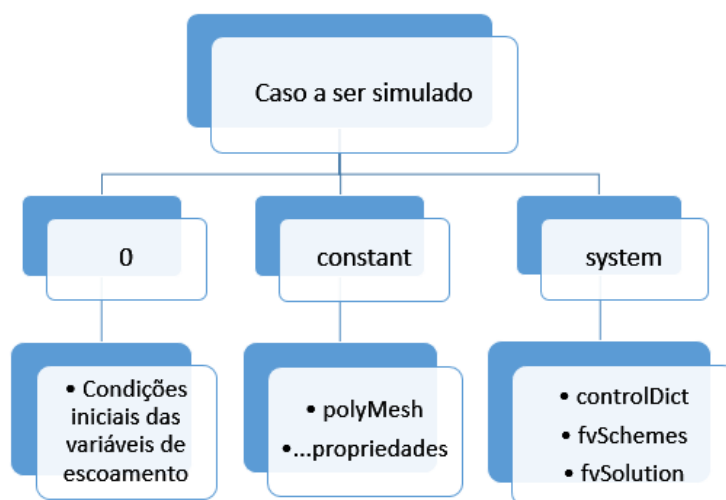 Caso a ser simulado
0
constant
system
• Condições
iniciais das
variáveis de
escoamento
• polyMesh
•...propriedades
• controlDict
• fvSchemes
• fvSolution